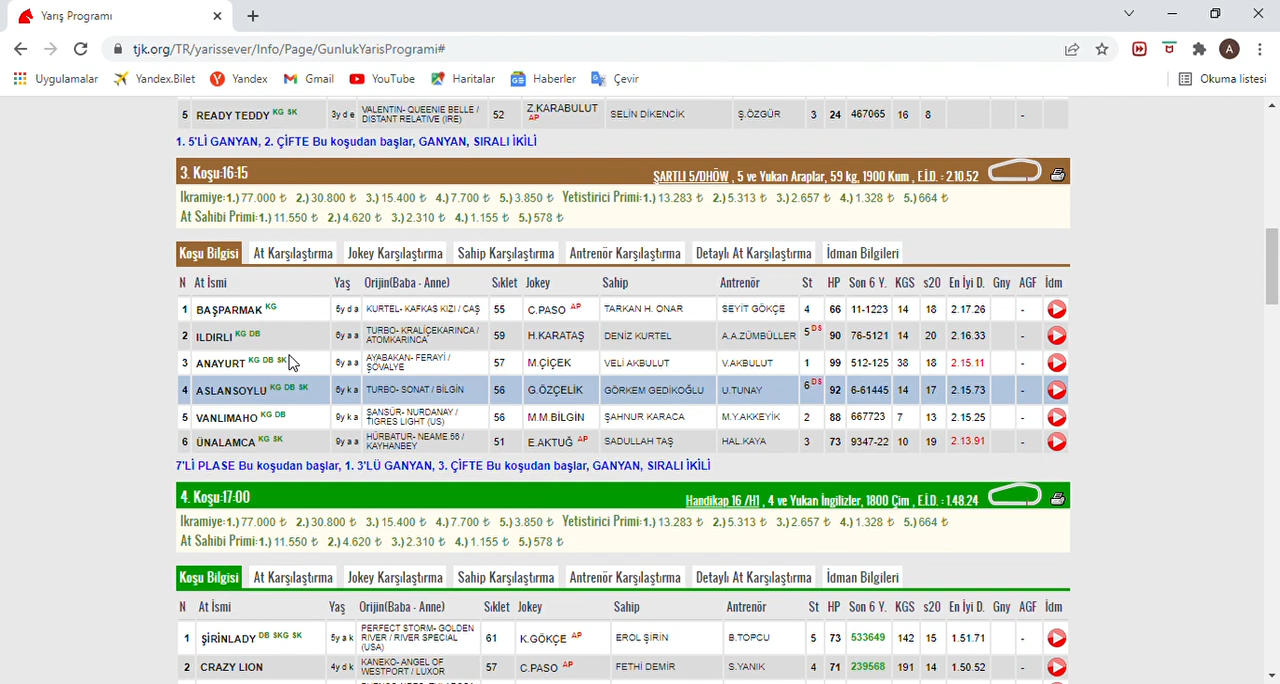 Yarış Programı
tjk.org/TR/yarissever/Info/Page/GunlukYarisProgrami#
A
Uygulamalar Yandex.Bilet Yandex Gmail YouTube Haritalar Haberler Çevir Okuma listesi
5 READY TEDDY KG SK 3y d e VALENTIN- QUEENIE BELLE / DISTANT RELATIVE (IRE) 52 Z.KARABULUT AP SELİN DİKENCİK Ş.ÖZGÜR 3 24 467065 16 8 -
1. 5'Lİ GANYAN, 2. ÇİFTE Bu koşudan başlar, GANYAN, SIRALI İKİLİ
3. Koşu:16:15 ŞARTLI 5/DHÖW , 5 ve Yukarı Araplar, 59 kg, 1900 Kum , E.İ.D. : 2.10.52
İkramiye:1.) 77.000 ₺ 2.) 30.800 ₺ 3.) 15.400 ₺ 4.) 7.700 ₺ 5.) 3.850 ₺ Yetiştirici Primi:1.) 13.283 ₺ 2.) 5.313 ₺ 3.) 2.657 ₺ 4.) 1.328 ₺ 5.) 664 ₺
At Sahibi Primi:1.) 11.550 ₺ 2.) 4.620 ₺ 3.) 2.310 ₺ 4.) 1.155 ₺ 5.) 578 ₺
Koşu Bilgisi At Karşılaştırma Jokey Karşılaştırma Sahip Karşılaştırma Antrenör Karşılaştırma Detaylı At Karşılaştırma İdman Bilgileri
N At İsmi Yaş Orijin(Baba - Anne) Sıklet Jokey Sahip Antrenör St HP Son 6 Y. KGS s20 En İyi D. Gny AGF İdm
1 BAŞPARMAK KG 6y d a KURTEL- KAFKAS KIZI / CAŞ 55 C.PASO AP TARKAN H. ONAR SEYİT GÖKÇE 4 66 11-1223 14 18 2.17.26 -
2 ILDIRLI KG DB 6y a a TURBO- KRALİÇEKARINCA / ATOMKARINCA 59 H.KARATAŞ DENİZ KURTEL A.A.ZÜMBÜLLER 5 DS 90 76-5121 14 20 2.16.33 -
3 ANAYURT KG DB SK 6y a a AYABAKAN- FERAYİ / ŞÖVALYE 57 M.ÇİÇEK VELİ AKBULUT V.AKBULUT 1 99 512-125 38 18 2.15.11 -
4 ASLANSOYLU KG DB SK 6y k a TURBO- SONAT / BİLGİN 56 G.ÖZÇELİK GÖRKEM GEDİKOĞLU U.TUNAY 6 DS 92 6-61445 14 17 2.15.73 -
5 VANLIMAHO KG DB 9y k a ŞANSÜR- NURDANAY / TIGRES LIGHT (US) 56 M.M.BİLGİN ŞAHNUR KARACA M.Y.AKKEYİK 2 88 667723 7 13 2.15.25 -
6 ÜNALAMCA KG SK 9y a a HÜRBATUR- NEAME.56 / KAYHANBEY 51 E.AKTUĞ AP SADULLAH TAŞ HAL.KAYA 3 73 9347-22 10 19 2.13.91 -
7'Lİ PLASE Bu koşudan başlar, 1. 3'LÜ GANYAN, 3. ÇİFTE Bu koşudan başlar, GANYAN, SIRALI İKİLİ
4. Koşu:17:00 Handikap 16 /H1 , 4 ve Yukarı İngilizler, 1800 Çim , E.İ.D. : 1.48.24
İkramiye:1.) 77.000 ₺ 2.) 30.800 ₺ 3.) 15.400 ₺ 4.) 7.700 ₺ 5.) 3.850 ₺ Yetiştirici Primi:1.) 13.283 ₺ 2.) 5.313 ₺ 3.) 2.657 ₺ 4.) 1.328 ₺ 5.) 664 ₺
At Sahibi Primi:1.) 11.550 ₺ 2.) 4.620 ₺ 3.) 2.310 ₺ 4.) 1.155 ₺ 5.) 578 ₺
Koşu Bilgisi At Karşılaştırma Jokey Karşılaştırma Sahip Karşılaştırma Antrenör Karşılaştırma Detaylı At Karşılaştırma İdman Bilgileri
N At İsmi Yaş Orijin(Baba - Anne) Sıklet Jokey Sahip Antrenör St HP Son 6 Y. KGS s20 En İyi D. Gny AGF İdm
1 ŞİRİNLADY DB SKG SK 5y a k PERFECT STORM- GOLDEN RIVER / RIVER SPECIAL (USA) 61 K.GÖKÇE AP EROL ŞİRİN B.TOPCU 5 73 533649 142 15 1.51.71 -
2 CRAZY LION 4y d k KANEKO- ANGEL OF WESTPORT / LUXOR 57 C.PASO AP FETHİ DEMİR S.YANIK 4 71 239568 191 14 1.50.52 -